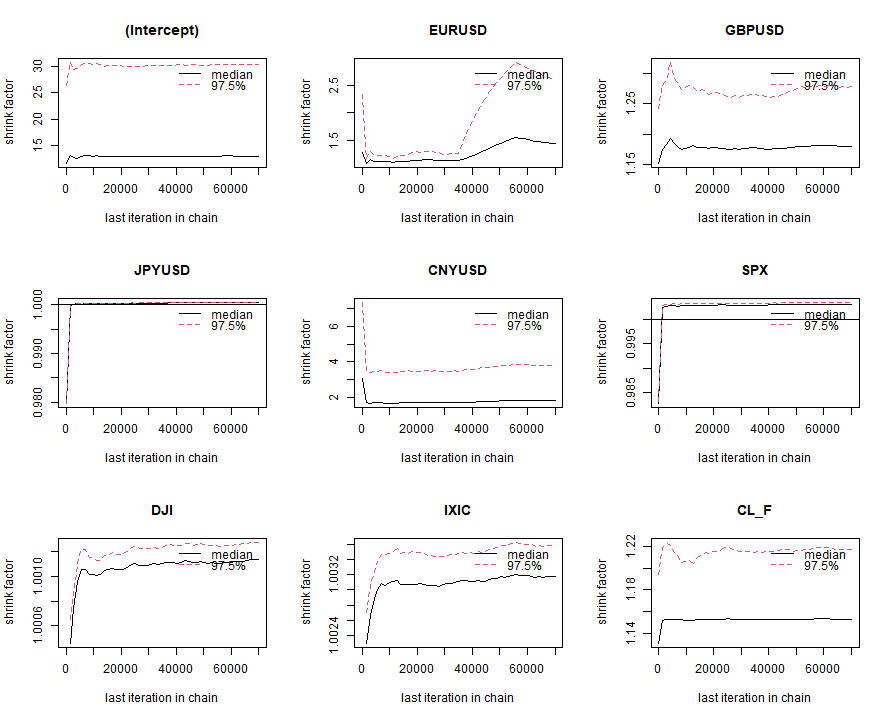 (Intercept)
shrink factor
15 20 25 30
median
97.5%
0 20000 40000 60000
last iteration in chain
EURUSD
shrink factor
1.5 2.5
median
97.5%
0 20000 40000 60000
last iteration in chain
GBPUSD
shrink factor
1.15 1.25
median
97.5%
0 20000 40000 60000
last iteration in chain
JPYUSD
shrink factor
0.980 0.990 1.000
median
97.5%
0 20000 40000 60000
last iteration in chain
CNYUSD
shrink factor
2 4 6
median
97.5%
0 20000 40000 60000
last iteration in chain
SPX
shrink factor
0.985 0.995
median
97.5%
0 20000 40000 60000
last iteration in chain
DJI
shrink factor
1.0006 1.0010
median
97.5%
0 20000 40000 60000
last iteration in chain
IXIC
shrink factor
1.0024 1.0032
median
97.5%
0 20000 40000 60000
last iteration in chain
CL_F
shrink factor
1.14 1.18 1.22
median
97.5%
0 20000 40000 60000
last iteration in chain